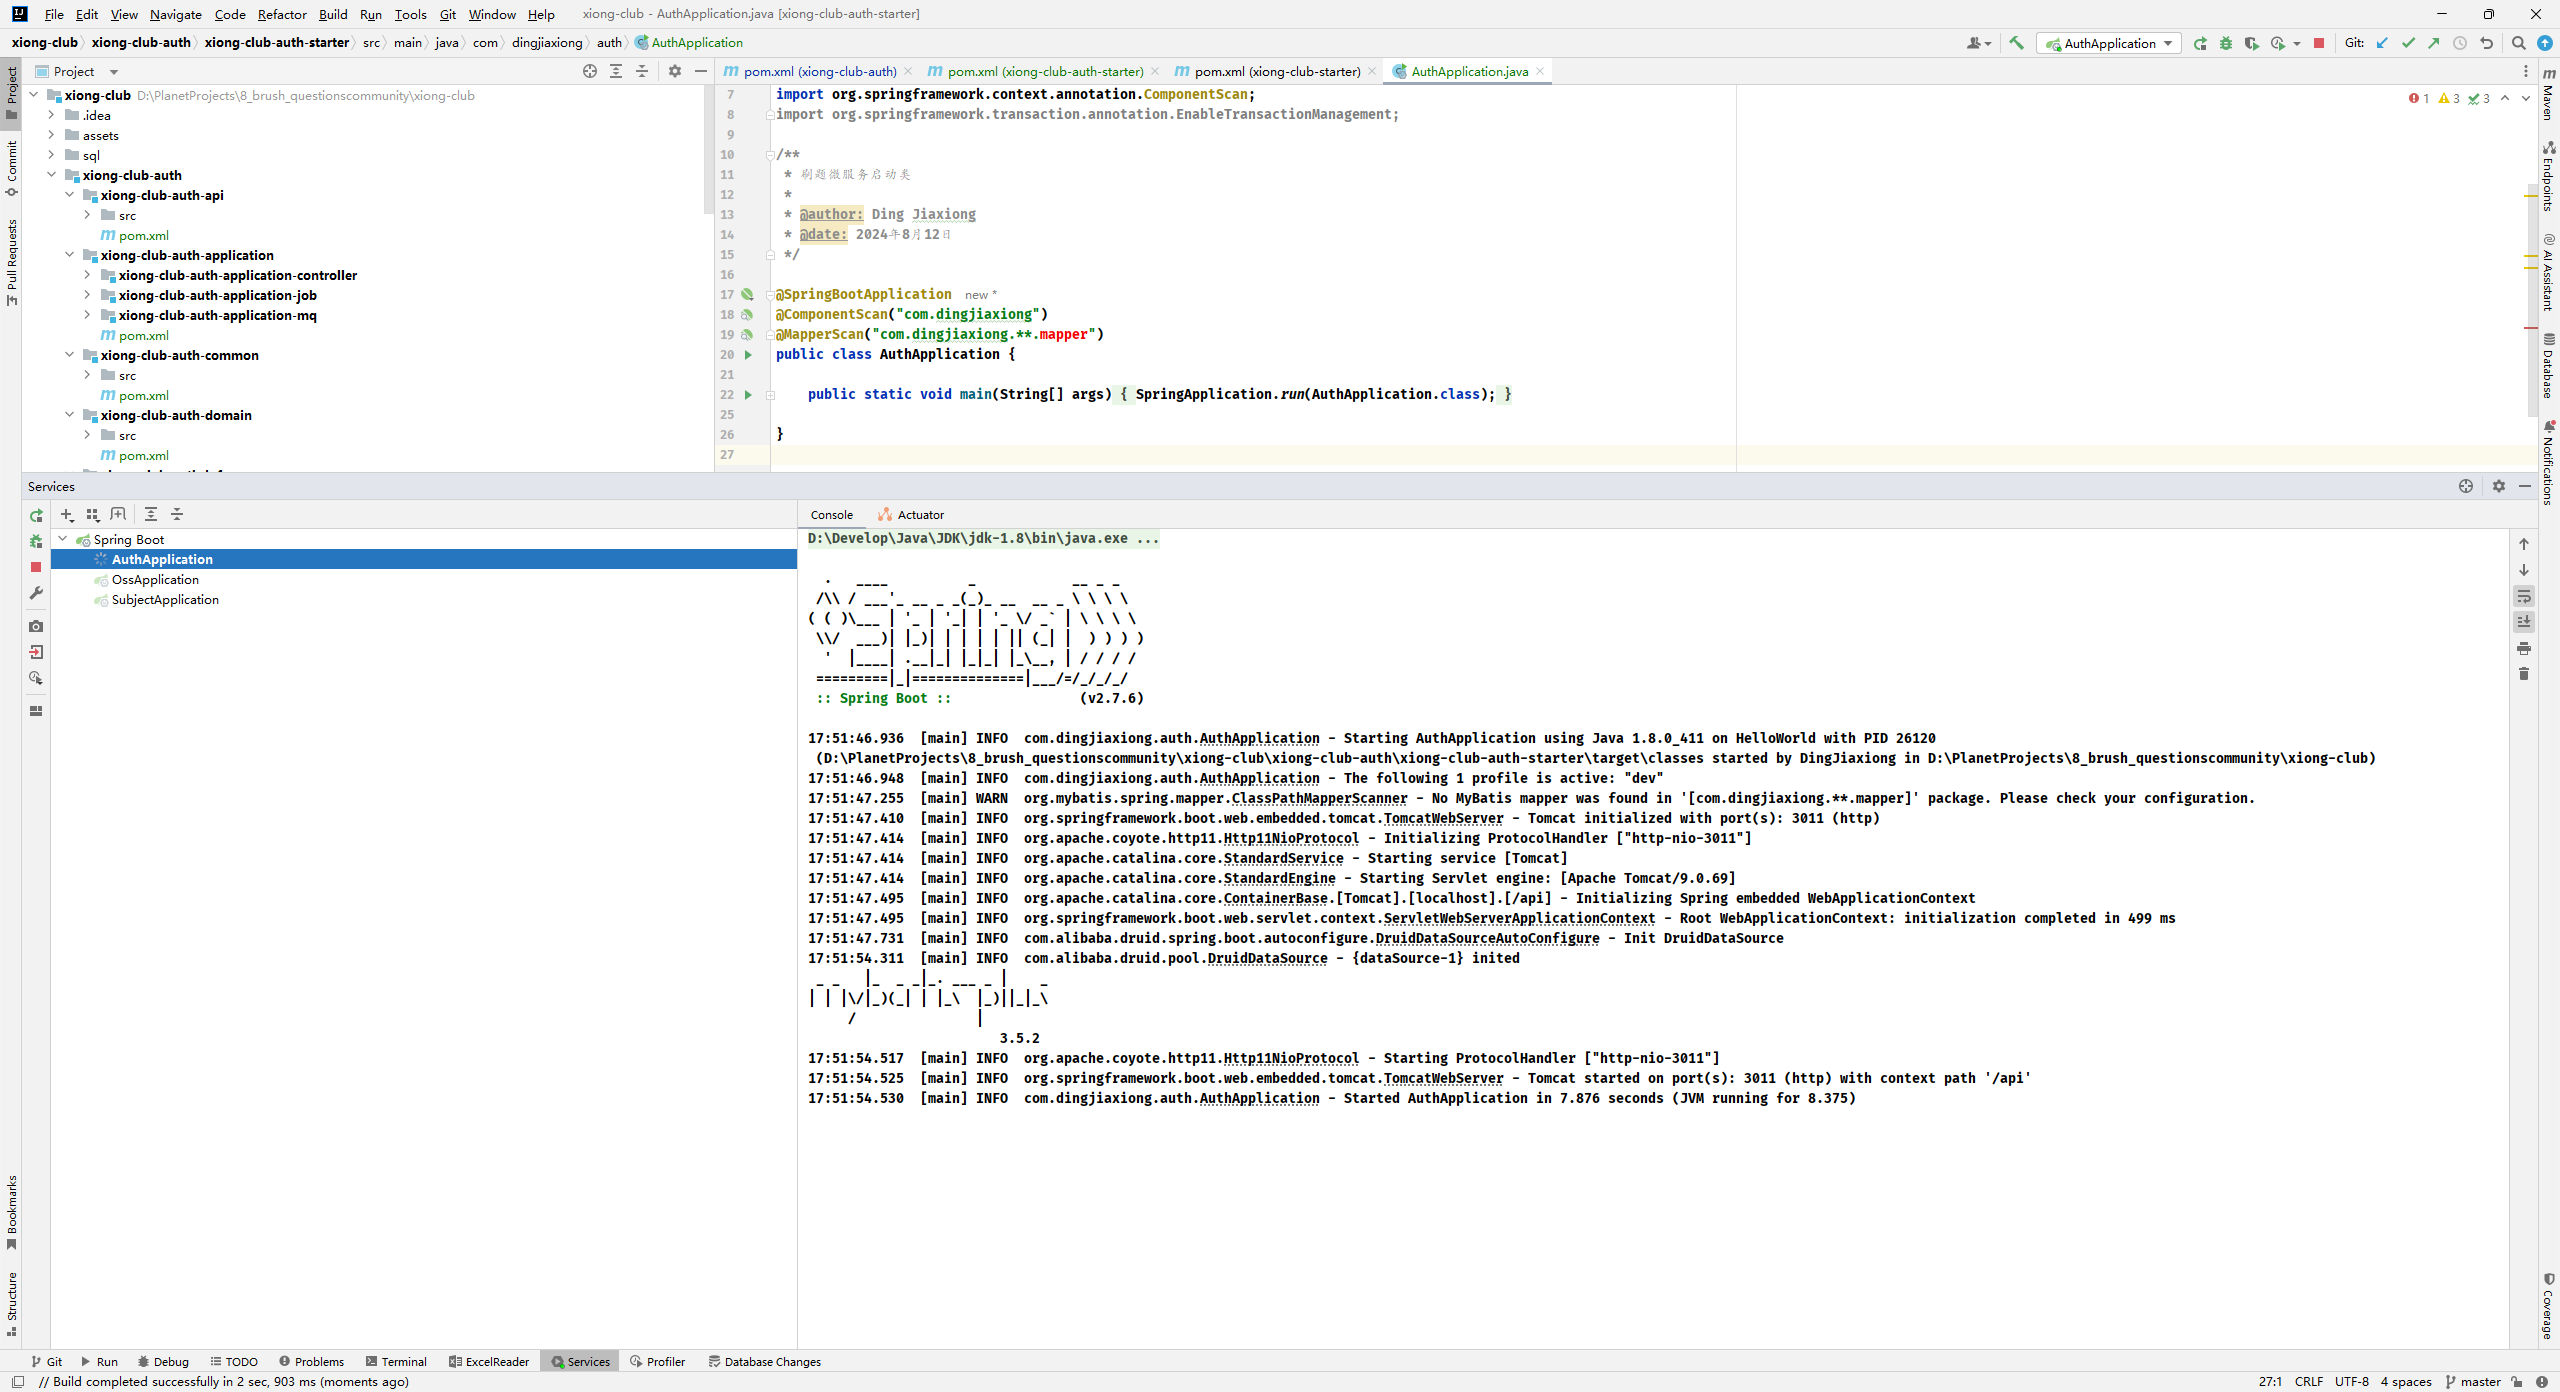 File Edit View Navigate Code Refactor Build Run Tools Git Window Help xiong-club - AuthApplication.java [xiong-club-auth-starter]
xiong-club xiong-club-auth xiong-club-auth-starter src main java com dingjiaxiong auth AuthApplication
AuthApplication Git:
Project
pom.xml (xiong-club-auth) pom.xml (xiong-club-auth-starter) pom.xml (xiong-club-starter) AuthApplication.java
Project
Commit
Pull Requests
Bookmarks
Structure
xiong-club D:\PlanetProjects\8_brush_questionscommunity\xiong-club
.idea
assets
sql
xiong-club-auth
xiong-club-auth-api
src
pom.xml
xiong-club-auth-application
xiong-club-auth-application-controller
xiong-club-auth-application-job
xiong-club-auth-application-mq
pom.xml
xiong-club-auth-common
src
pom.xml
xiong-club-auth-domain
src
pom.xml
1 3 3
7 import org.springframework.context.annotation.ComponentScan;
8 import org.springframework.transaction.annotation.EnableTransactionManagement;
9
10 /**
11 * 刷题微服务启动类
12 *
13 * @author: Ding Jiaxiong
14 * @date: 2024年8月12日
15 */
16
17 @SpringBootApplication new *
18 @ComponentScan("com.dingjiaxiong")
19 @MapperScan("com.dingjiaxiong.**.mapper")
20 public class AuthApplication {
21
22 public static void main(String[] args) { SpringApplication.run(AuthApplication.class); }
25
26 }
27
Maven
Endpoints
AI Assistant
Database
Notifications
Coverage
Services
Spring Boot
AuthApplication
OssApplication
SubjectApplication
Console Actuator
D:\Develop\Java\JDK\jdk-1.8\bin\java.exe ...
  .   ____          _            __ _ _
 /\\ / ___'_ __ _ _(_)_ __  __ _ \ \ \ \
( ( )\___ | '_ | '_| | '_ \/ _` | \ \ \ \
 \\/  ___)| |_)| | | | | || (_| |  ) ) ) )
  '  |____| .__|_| |_|_| |_\__, | / / / /
 =========|_|==============|___/=/_/_/_/
 :: Spring Boot ::                (v2.7.6)
17:51:46.936 [main] INFO com.dingjiaxiong.auth.AuthApplication - Starting AuthApplication using Java 1.8.0_411 on HelloWorld with PID 26120
(D:\PlanetProjects\8_brush_questionscommunity\xiong-club\xiong-club-auth\xiong-club-auth-starter\target\classes started by DingJiaxiong in D:\PlanetProjects\8_brush_questionscommunity\xiong-club)
17:51:46.948 [main] INFO com.dingjiaxiong.auth.AuthApplication - The following 1 profile is active: "dev"
17:51:47.255 [main] WARN org.mybatis.spring.mapper.ClassPathMapperScanner - No MyBatis mapper was found in '[com.dingjiaxiong.**.mapper]' package. Please check your configuration.
17:51:47.410 [main] INFO org.springframework.boot.web.embedded.tomcat.TomcatWebServer - Tomcat initialized with port(s): 3011 (http)
17:51:47.414 [main] INFO org.apache.coyote.http11.Http11NioProtocol - Initializing ProtocolHandler ["http-nio-3011"]
17:51:47.414 [main] INFO org.apache.catalina.core.StandardService - Starting service [Tomcat]
17:51:47.414 [main] INFO org.apache.catalina.core.StandardEngine - Starting Servlet engine: [Apache Tomcat/9.0.69]
17:51:47.495 [main] INFO org.apache.catalina.core.ContainerBase.[Tomcat].[localhost].[/api] - Initializing Spring embedded WebApplicationContext
17:51:47.495 [main] INFO org.springframework.boot.web.servlet.context.ServletWebServerApplicationContext - Root WebApplicationContext: initialization completed in 499 ms
17:51:47.731 [main] INFO com.alibaba.druid.spring.boot.autoconfigure.DruidDataSourceAutoConfigure - Init DruidDataSource
17:51:54.311 [main] INFO com.alibaba.druid.pool.DruidDataSource - {dataSource-1} inited
 _ _   |_  _ _|_. ___ _ |    _
| | |\/|_)(_| | |_\  |_)||_|_\
     /               |
                        3.5.2
17:51:54.517 [main] INFO org.apache.coyote.http11.Http11NioProtocol - Starting ProtocolHandler ["http-nio-3011"]
17:51:54.525 [main] INFO org.springframework.boot.web.embedded.tomcat.TomcatWebServer - Tomcat started on port(s): 3011 (http) with context path '/api'
17:51:54.530 [main] INFO com.dingjiaxiong.auth.AuthApplication - Started AuthApplication in 7.876 seconds (JVM running for 8.375)
Git Run Debug TODO Problems Terminal ExcelReader Services Profiler Database Changes
// Build completed successfully in 2 sec, 903 ms (moments ago) 27:1 CRLF UTF-8 4 spaces master